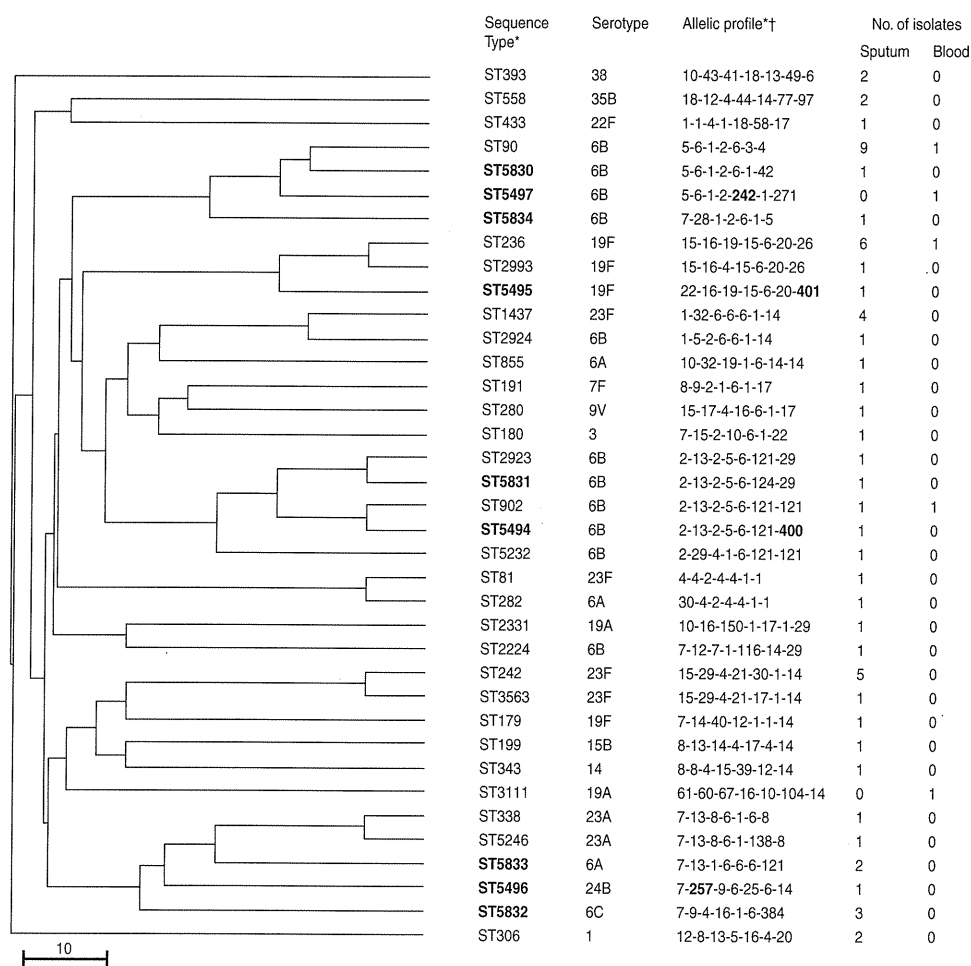 Sequence Type* Serotype Allelic profile*† No. of isolates
Sputum Blood
ST393 38 10-43-41-18-13-49-6 2 0
ST558 35B 18-12-4-44-14-77-97 2 0
ST433 22F 1-1-4-1-18-58-17 1 0
ST90 6B 5-6-1-2-6-3-4 9 1
ST5830 6B 5-6-1-2-6-1-42 1 0
ST5497 6B 5-6-1-2-242-1-271 0 1
ST5834 6B 7-28-1-2-6-1-5 1 0
ST236 19F 15-16-19-15-6-20-26 6 1
ST2993 19F 15-16-4-15-6-20-26 1 0
ST5495 19F 22-16-19-15-6-20-401 1 0
ST1437 23F 1-32-6-6-6-1-14 4 0
ST2924 6B 1-5-2-6-6-1-14 1 0
ST855 6A 10-32-19-1-6-14-14 1 0
ST191 7F 8-9-2-1-6-1-17 1 0
ST280 9V 15-17-4-16-6-1-17 1 0
ST180 3 7-15-2-10-6-1-22 1 0
ST2923 6B 2-13-2-5-6-121-29 1 0
ST5831 6B 2-13-2-5-6-124-29 1 0
ST902 6B 2-13-2-5-6-121-121 1 1
ST5494 6B 2-13-2-5-6-121-400 1 0
ST5232 6B 2-29-4-1-6-121-121 1 0
ST81 23F 4-4-2-4-4-1-1 1 0
ST282 6A 30-4-2-4-4-1-1 1 0
ST2331 19A 10-16-150-1-17-1-29 1 0
ST2224 6B 7-12-7-1-116-14-29 1 0
ST242 23F 15-29-4-21-30-1-14 5 0
ST3563 23F 15-29-4-21-17-1-14 1 0
ST179 19F 7-14-40-12-1-1-14 1 0
ST199 15B 8-13-14-4-17-4-14 1 0
ST343 14 8-8-4-15-39-12-14 1 0
ST3111 19A 61-60-67-16-10-104-14 0 1
ST338 23A 7-13-8-6-1-6-8 1 0
ST5246 23A 7-13-8-6-1-138-8 1 0
ST5833 6A 7-13-1-6-6-6-121 2 0
ST5496 24B 7-257-9-6-25-6-14 1 0
ST5832 6C 7-9-4-16-1-6-384 3 0
ST306 1 12-8-13-5-16-4-20 2 0
10